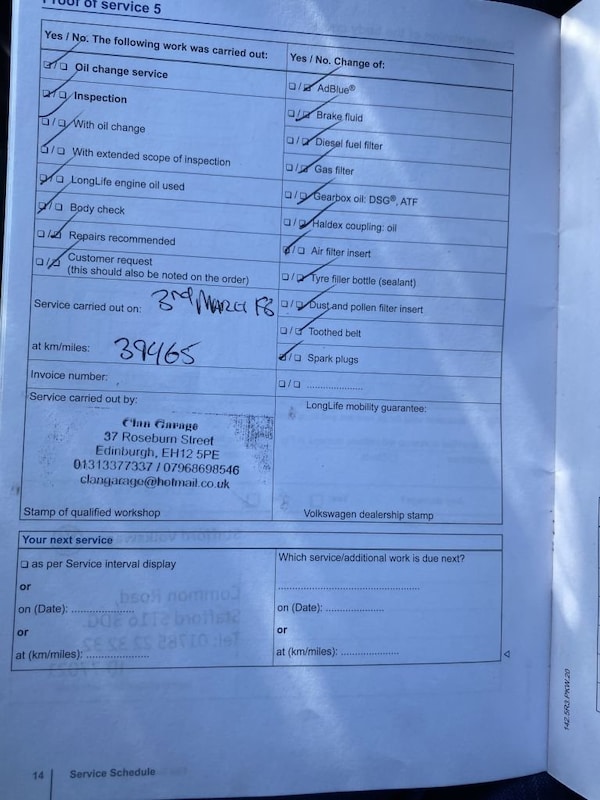 Proof of service 5
Yes / No. The following work was carried out:
Oil change service
Inspection
With oil change
With extended scope of inspection
LongLife engine oil used
Body check
Repairs recommended
Customer request
(this should also be noted on the order)
Service carried out on: 3rd MARCH 18
at km/miles: 39465
Invoice number:
Service carried out by:
Clan Garage
37 Roseburn Street
Edinburgh, EH12 5PE
01313377337 / 07968698546
clangarage@hotmail.co.uk
Stamp of qualified workshop
Yes / No. Change of:
AdBlue®
Brake fluid
Diesel fuel filter
Gas filter
Gearbox oil: DSG®, ATF
Haldex coupling: oil
Air filter insert
Tyre filler bottle (sealant)
Dust and pollen filter insert
Toothed belt
Spark plugs
LongLife mobility guarantee:
Volkswagen dealership stamp
Your next service
as per Service interval display
or
on (Date): ....................
or
at (km/miles): ....................
Which service/additional work is due next?
on (Date): ....................
or
at (km/miles): ....................
14 Service Schedule
142.5R3.PKW.20